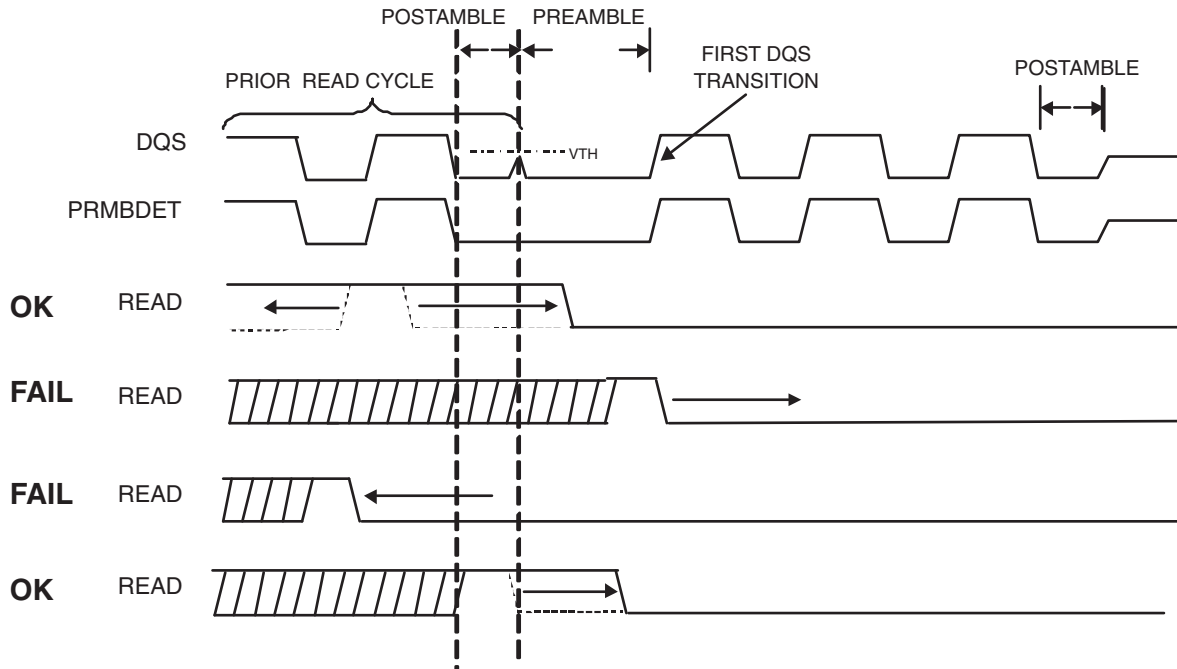 POSTAMBLE PREAMBLE
FIRST DQS
TRANSITION
POSTAMBLE
PRIOR READ CYCLE
DQS
VTH
PRMBDET
OK READ
FAIL READ
FAIL READ
OK READ